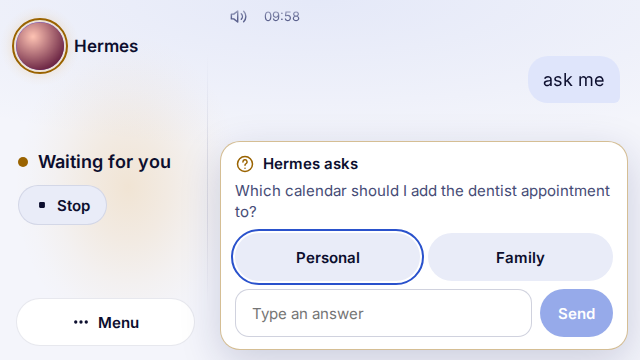 Hermes
09:58
ask me
Waiting for you
Stop
Hermes asks
Which calendar should I add the dentist appointment
to?
Personal
Family
Type an answer
Send
Menu